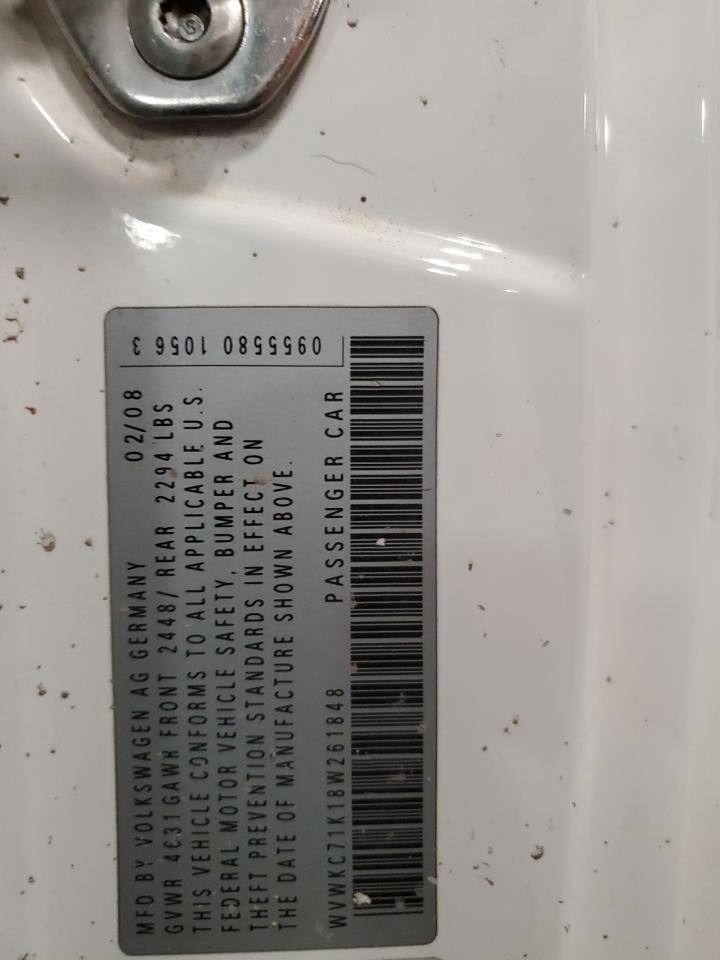 MFD BY VOLKSWAGEN AG GERMANY 02/08
GVWR 4631 GAWR FRONT 2448/ REAR 2294 LBS
THIS VEHICLE CONFORMS TO ALL APPLICABLE U.S.
FEDERAL MOTOR VEHICLE SAFETY, BUMPER AND
THEFT PREVENTION STANDARDS IN EFFECT ON
THE DATE OF MANUFACTURE SHOWN ABOVE.
WVWKC71K18W261848 PASSENGER CAR
0955580 1056 3